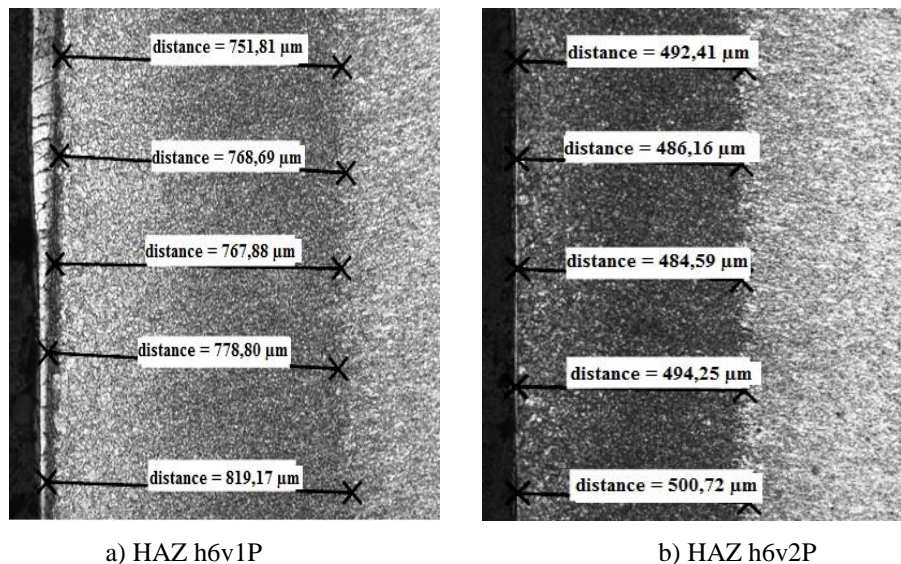 distance = 751,81 µm
distance = 768,69 µm
distance = 767,88 µm
distance = 778,80 µm
distance = 819,17 µm
a) HAZ h6v1P
distance = 492,41 µm
distance = 486,16 µm
distance = 484,59 µm
distance = 494,25 µm
distance = 500,72 µm
b) HAZ h6v2P